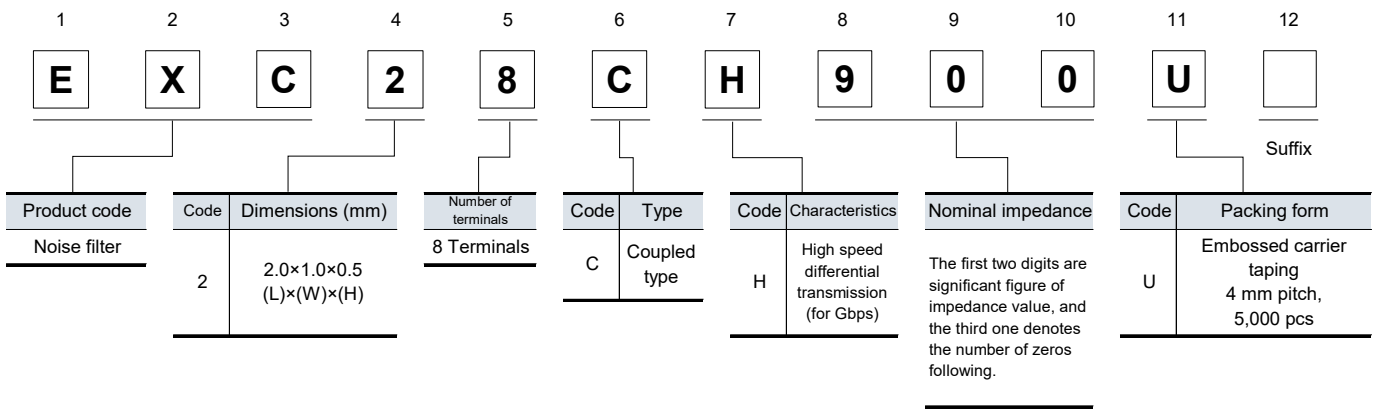 1 2 3 4 5 6 7 8 9 10 11 12
E X C 2 8 C H 9 0 0 U
Suffix
Product code
Noise filter
Code Dimensions (mm)
2 2.0×1.0×0.5
(L)×(W)×(H)
Number of
terminals
8 Terminals
Code Type
C Coupled
type
Code Characteristics
H High speed
differential
transmission
(for Gbps)
Nominal impedance
The first two digits are
significant figure of
impedance value, and
the third one denotes
the number of zeros
following.
Code Packing form
U Embossed carrier
taping
4 mm pitch,
5,000 pcs